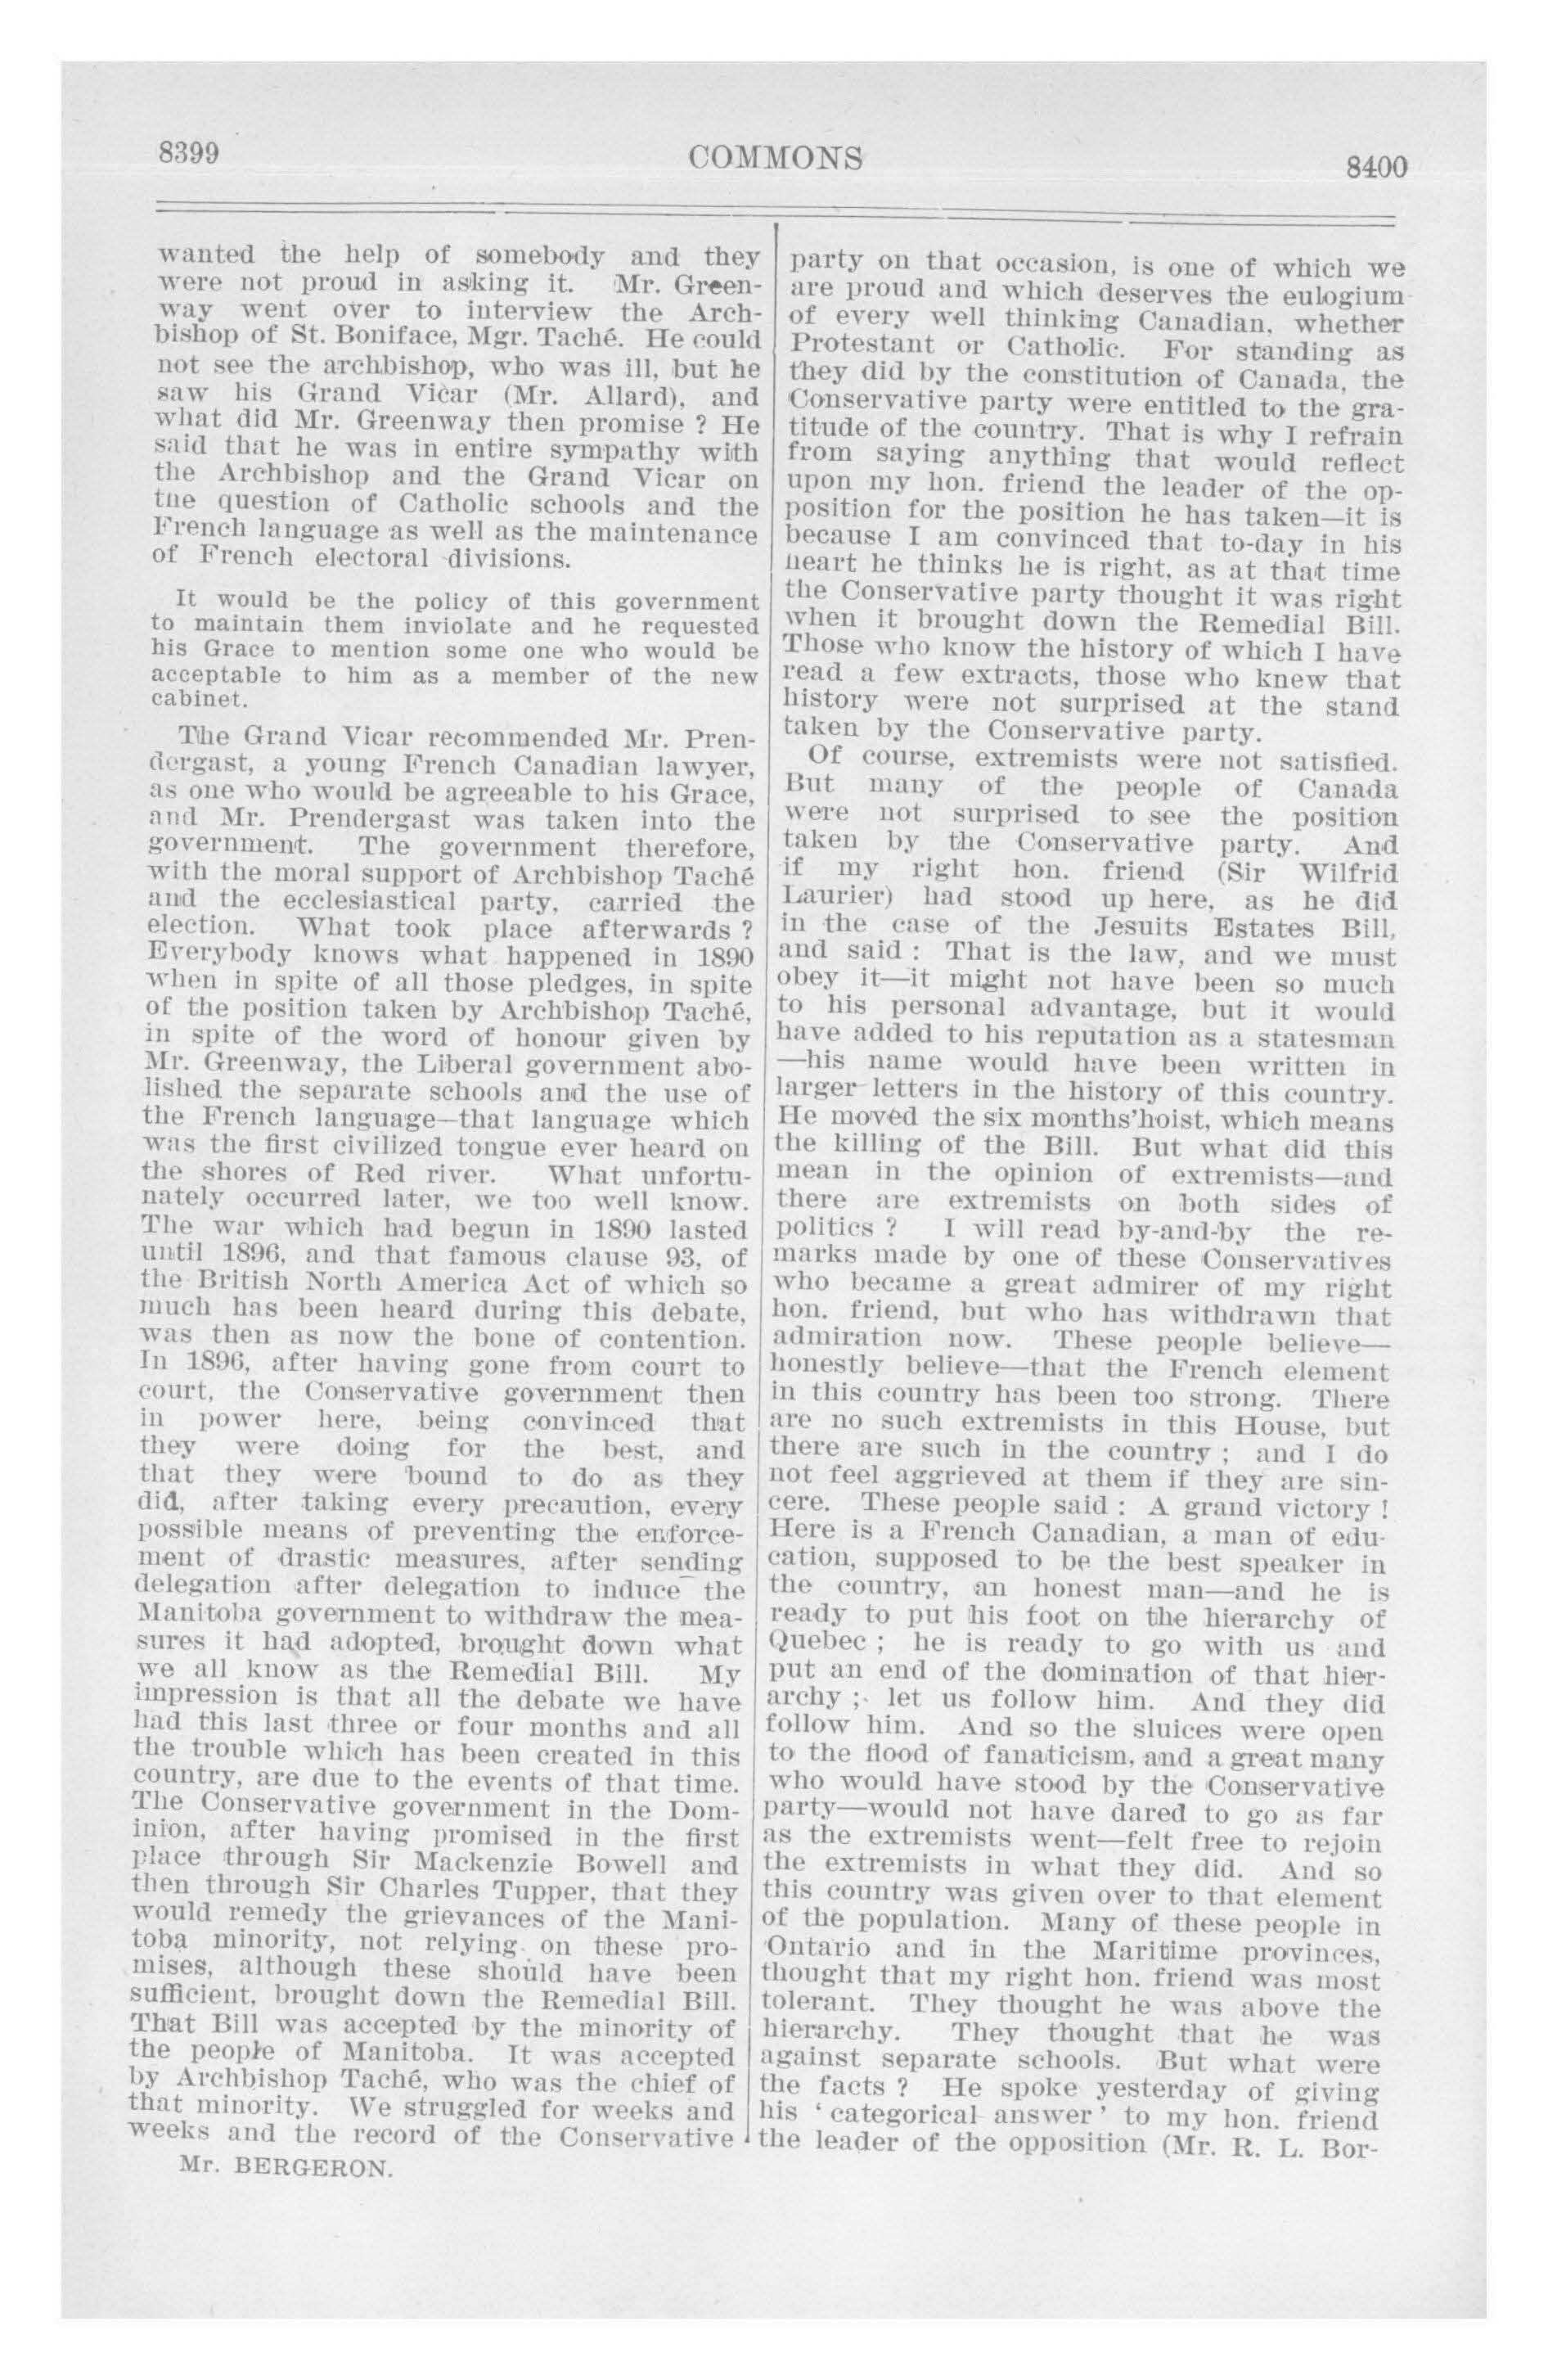 8399
COMMONS
8400
wanted the help of somebody and they
were not proud in asking it. Mr. Green-
way went over to interview the Arch-
bishop of St. Boniface, Mgr. Taché. He could
not see the archbishop, who was ill, but he
saw his Grand Vicar (Mr. Allard), and
what did Mr. Greenway then promise ? He
said that he was in entire sympathy with
the Archbishop and the Grand Vicar on
the question of Catholic schools and the
French language as well as the maintenance
of French electoral divisions.
It would be the policy of this government
to maintain them inviolate and he requested
his Grace to mention some one who would be
acceptable to him as a member of the new
cabinet.
The Grand Vicar recommended Mr. Pren-
dergast, a young French Canadian lawyer,
as one who would be agreeable to his Grace,
and Mr. Prendergast was taken into the
government. The government therefore,
with the moral support of Archbishop Taché
and the ecclesiastical party, carried the
election. What took place afterwards ?
Everybody knows what happened in 1890
when in spite of all those pledges, in spite
of the position taken by Archbishop Taché,
in spite of the word of honour given by
Mr. Greenway, the Liberal government abo-
lished the separate schools and the use of
the French language—that language which
was the first civilized tongue ever heard on
the shores of Red river. What unfortu-
nately occurred later, we too well know.
The war which had begun in 1890 lasted
until 1896, and that famous clause 93, of
the British North America Act of which so
much has been heard during this debate,
was then as now the bone of contention.
In 1896, after having gone from court to
court, the Conservative government then
in power here, being convinced that
they were doing for the best, and
that they were bound to do as they
did, after taking every precaution, every
possible means of preventing the enforce-
ment of drastic measures, after sending
delegation after delegation to induce the
Manitoba government to withdraw the mea-
sures it had adopted, brought down what
we all know as the Remedial Bill. My
impression is that all the debate we have
had this last three or four months and all
the trouble which has been created in this
country, are due to the events of that time.
The Conservative government in the Dom-
inion, after having promised in the first
place through Sir Mackenzie Bowell and
then through Sir Charles Tupper, that they
would remedy the grievances of the Mani-
toba minority, not relying on these pro-
mises, although these should have been
sufficient, brought down the Remedial Bill.
That Bill was accepted by the minority of
the people of Manitoba. It was accepted
by Archbishop Taché, who was the chief of
that minority. We struggled for weeks and
weeks and the record of the Conservative
Mr. BERGERON.
party on that occasion, is one of which we
are proud and which deserves the eulogium
of every well thinking Canadian, whether
Protestant or Catholic. For standing as
they did by the constitution of Canada, the
Conservative party were entitled to the gra-
titude of the country. That is why I refrain
from saying anything that would reflect
upon my hon. friend the leader of the op-
position for the position he has taken—it is
because I am convinced that to-day in his
heart he thinks he is right, as at that time
the Conservative party thought it was right
when it brought down the Remedial Bill.
Those who know the history of which I have
read a few extracts, those who knew that
history were not surprised at the stand
taken by the Conservative party.
Of course, extremists were not satisfied.
But many of the people of Canada
were not surprised to see the position
taken by the Conservative party. And
if my right hon. friend (Sir Wilfrid
Laurier) had stood up here, as he did
in the case of the Jesuits Estates Bill,
and said : That is the law, and we must
obey it—it might not have been so much
to his personal advantage, but it would
have added to his reputation as a statesman
—his name would have been written in
larger letters in the history of this country.
He moved the six months'hoist, which means
the killing of the Bill. But what did this
mean in the opinion of extremists—and
there are extremists on both sides of
politics ? I will read by-and-by the re-
marks made by one of these Conservatives
who became a great admirer of my right
hon. friend, but who has withdrawn that
admiration now. These people believe—
honestly believe—that the French element
in this country has been too strong. There
are no such extremists in this House, but
there are such in the country ; and I do
not feel aggrieved at them if they are sin-
cere. These people said : A grand victory !
Here is a French Canadian, a man of edu-
cation, supposed to be the best speaker in
the country, an honest man—and he is
ready to put his foot on the hierarchy of
Quebec ; he is ready to go with us and
put an end of the domination of that hier-
archy ; let us follow him. And they did
follow him. And so the sluices were open
to the flood of fanaticism, and a great many
who would have stood by the Conservative
party—would not have dared to go as far
as the extremists went—felt free to rejoin
the extremists in what they did. And so
this country was given over to that element
of the population. Many of these people in
Ontario and in the Maritime provinces,
thought that my right hon. friend was most
tolerant. They thought he was above the
hierarchy. They thought that he was
against separate schools. But what were
the facts ? He spoke yesterday of giving
his ' categorical answer ' to my hon. friend
the leader of the opposition (Mr. R. L. Bor-